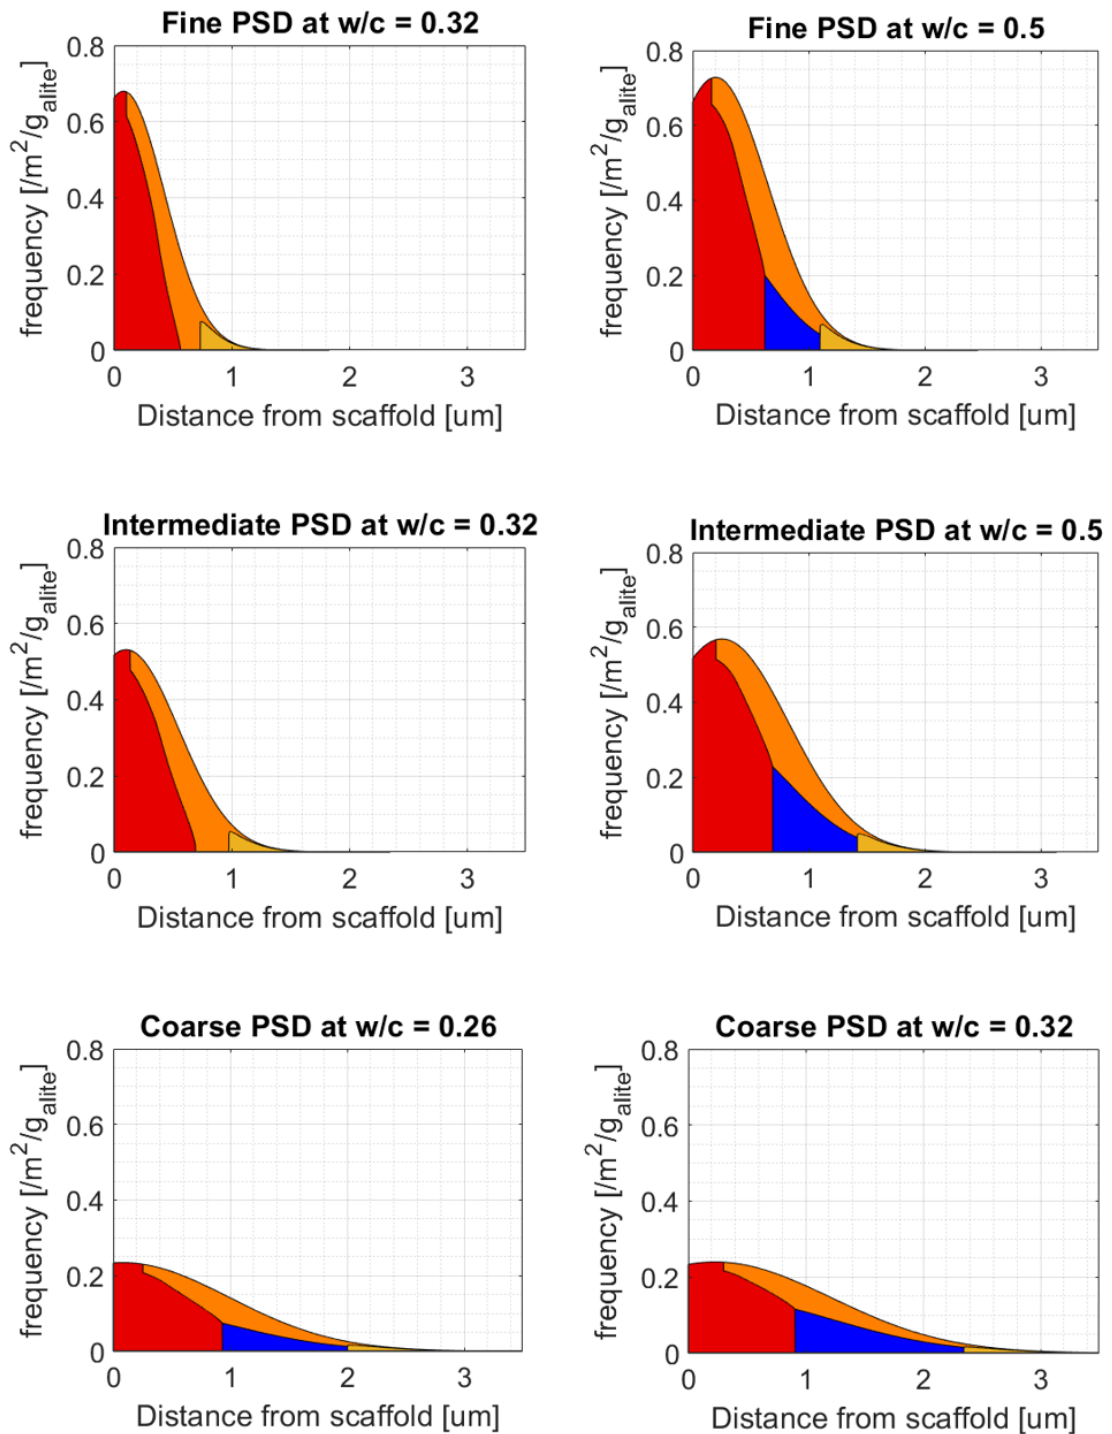 Fine PSD at w/c = 0.32
frequency [/m²/g_alite]
0.8
0.6
0.4
0.2
0
0 1 2 3
Distance from scaffold [um]
Fine PSD at w/c = 0.5
frequency [/m²/g_alite]
0.8
0.6
0.4
0.2
0
0 1 2 3
Distance from scaffold [um]
Intermediate PSD at w/c = 0.32
frequency [/m²/g_alite]
0.8
0.6
0.4
0.2
0
0 1 2 3
Distance from scaffold [um]
Intermediate PSD at w/c = 0.5
frequency [/m²/g_alite]
0.8
0.6
0.4
0.2
0
0 1 2 3
Distance from scaffold [um]
Coarse PSD at w/c = 0.26
frequency [/m²/g_alite]
0.8
0.6
0.4
0.2
0
0 1 2 3
Distance from scaffold [um]
Coarse PSD at w/c = 0.32
frequency [/m²/g_alite]
0.8
0.6
0.4
0.2
0
0 1 2 3
Distance from scaffold [um]